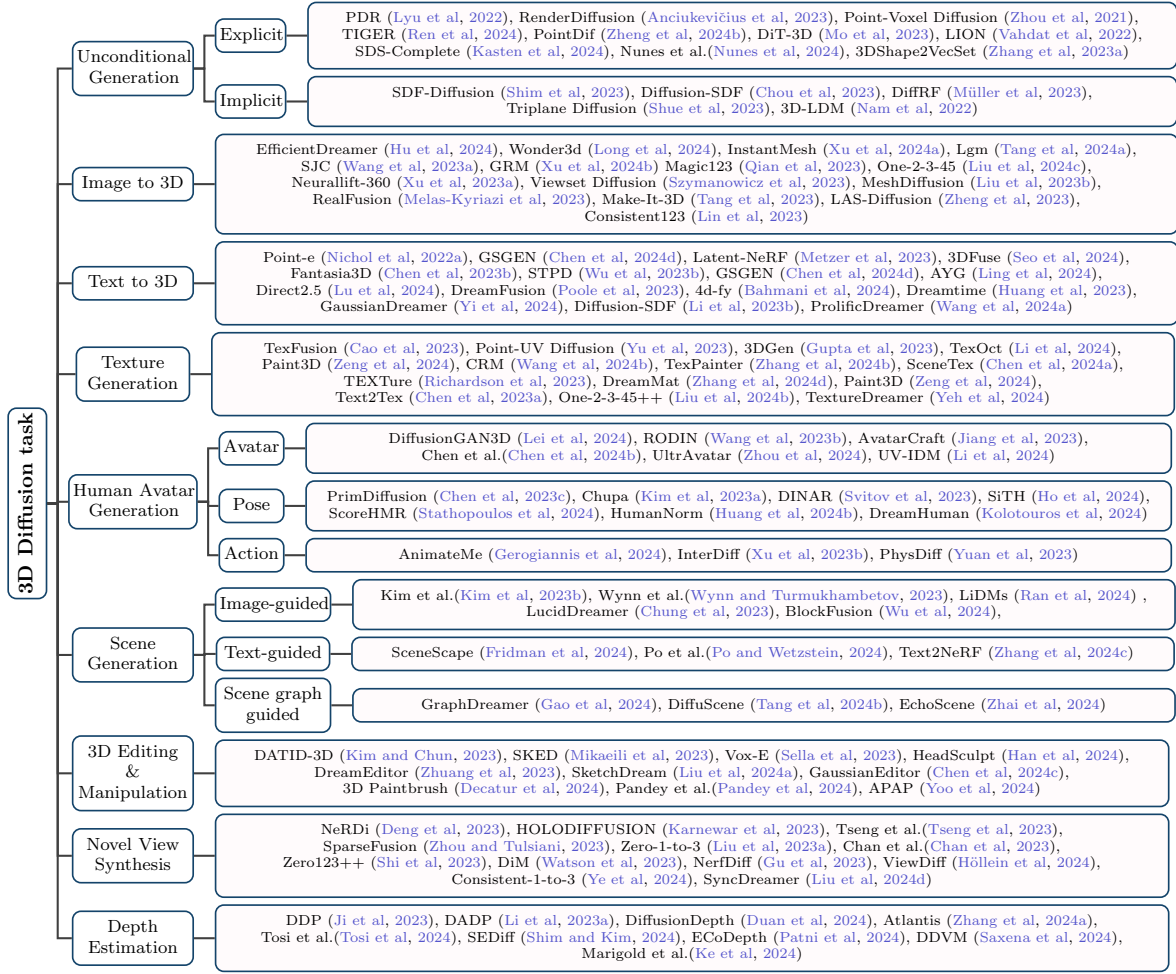 3D Diffusion task
Unconditional
Generation
Explicit
PDR (Lyu et al, 2022), RenderDiffusion (Anciukevičius et al, 2023), Point-Voxel Diffusion (Zhou et al, 2021),
TIGER (Ren et al, 2024), PointDif (Zheng et al, 2024b), DiT-3D (Mo et al, 2023), LION (Vahdat et al, 2022),
SDS-Complete (Kasten et al, 2024), Nunes et al.(Nunes et al, 2024), 3DShape2VecSet (Zhang et al, 2023a)
Implicit
SDF-Diffusion (Shim et al, 2023), Diffusion-SDF (Chou et al, 2023), DiffRF (Müller et al, 2023),
Triplane Diffusion (Shue et al, 2023), 3D-LDM (Nam et al, 2022)
Image to 3D
EfficientDreamer (Hu et al, 2024), Wonder3d (Long et al, 2024), InstantMesh (Xu et al, 2024a), Lgm (Tang et al, 2024a),
SJC (Wang et al, 2023a), GRM (Xu et al, 2024b) Magic123 (Qian et al, 2023), One-2-3-45 (Liu et al, 2024c),
Neurallift-360 (Xu et al, 2023a), Viewset Diffusion (Szymanowicz et al, 2023), MeshDiffusion (Liu et al, 2023b),
RealFusion (Melas-Kyriazi et al, 2023), Make-It-3D (Tang et al, 2023), LAS-Diffusion (Zheng et al, 2023),
Consistent123 (Lin et al, 2023)
Text to 3D
Point-e (Nichol et al, 2022a), GSGEN (Chen et al, 2024d), Latent-NeRF (Metzer et al, 2023), 3DFuse (Seo et al, 2024),
Fantasia3D (Chen et al, 2023b), STPD (Wu et al, 2023b), GSGEN (Chen et al, 2024d), AYG (Ling et al, 2024),
Direct2.5 (Lu et al, 2024), DreamFusion (Poole et al, 2023), 4d-fy (Bahmani et al, 2024), Dreamtime (Huang et al, 2023),
GaussianDreamer (Yi et al, 2024), Diffusion-SDF (Li et al, 2023b), ProlificDreamer (Wang et al, 2024a)
Texture
Generation
TexFusion (Cao et al, 2023), Point-UV Diffusion (Yu et al, 2023), 3DGen (Gupta et al, 2023), TexOct (Li et al, 2024),
Paint3D (Zeng et al, 2024), CRM (Wang et al, 2024b), TexPainter (Zhang et al, 2024b), SceneTex (Chen et al, 2024a),
TEXTure (Richardson et al, 2023), DreamMat (Zhang et al, 2024d), Paint3D (Zeng et al, 2024),
Text2Tex (Chen et al, 2023a), One-2-3-45++ (Liu et al, 2024b), TextureDreamer (Yeh et al, 2024)
Human Avatar
Generation
Avatar
DiffusionGAN3D (Lei et al, 2024), RODIN (Wang et al, 2023b), AvatarCraft (Jiang et al, 2023),
Chen et al.(Chen et al, 2024b), UltrAvatar (Zhou et al, 2024), UV-IDM (Li et al, 2024)
Pose
PrimDiffusion (Chen et al, 2023c), Chupa (Kim et al, 2023a), DINAR (Svitov et al, 2023), SiTH (Ho et al, 2024),
ScoreHMR (Stathopoulos et al, 2024), HumanNorm (Huang et al, 2024b), DreamHuman (Kolotouros et al, 2024)
Action
AnimateMe (Gerogiannis et al, 2024), InterDiff (Xu et al, 2023b), PhysDiff (Yuan et al, 2023)
Scene
Generation
Image-guided
Kim et al.(Kim et al, 2023b), Wynn et al.(Wynn and Turmukhambetov, 2023), LiDMs (Ran et al, 2024) ,
LucidDreamer (Chung et al, 2023), BlockFusion (Wu et al, 2024),
Text-guided
SceneScape (Fridman et al, 2024), Po et al.(Po and Wetzstein, 2024), Text2NeRF (Zhang et al, 2024c)
Scene graph
guided
GraphDreamer (Gao et al, 2024), DiffuScene (Tang et al, 2024b), EchoScene (Zhai et al, 2024)
3D Editing
&
Manipulation
DATID-3D (Kim and Chun, 2023), SKED (Mikaeili et al, 2023), Vox-E (Sella et al, 2023), HeadSculpt (Han et al, 2024),
DreamEditor (Zhuang et al, 2023), SketchDream (Liu et al, 2024a), GaussianEditor (Chen et al, 2024c),
3D Paintbrush (Decatur et al, 2024), Pandey et al.(Pandey et al, 2024), APAP (Yoo et al, 2024)
Novel View
Synthesis
NeRDi (Deng et al, 2023), HOLODIFFUSION (Karnewar et al, 2023), Tseng et al.(Tseng et al, 2023),
SparseFusion (Zhou and Tulsiani, 2023), Zero-1-to-3 (Liu et al, 2023a), Chan et al.(Chan et al, 2023),
Zero123++ (Shi et al, 2023), DiM (Watson et al, 2023), NerfDiff (Gu et al, 2023), ViewDiff (Höllein et al, 2024),
Consistent-1-to-3 (Ye et al, 2024), SyncDreamer (Liu et al, 2024d)
Depth
Estimation
DDP (Ji et al, 2023), DADP (Li et al, 2023a), DiffusionDepth (Duan et al, 2024), Atlantis (Zhang et al, 2024a),
Tosi et al.(Tosi et al, 2024), SEDiff (Shim and Kim, 2024), ECoDepth (Patni et al, 2024), DDVM (Saxena et al, 2024),
Marigold et al.(Ke et al, 2024)